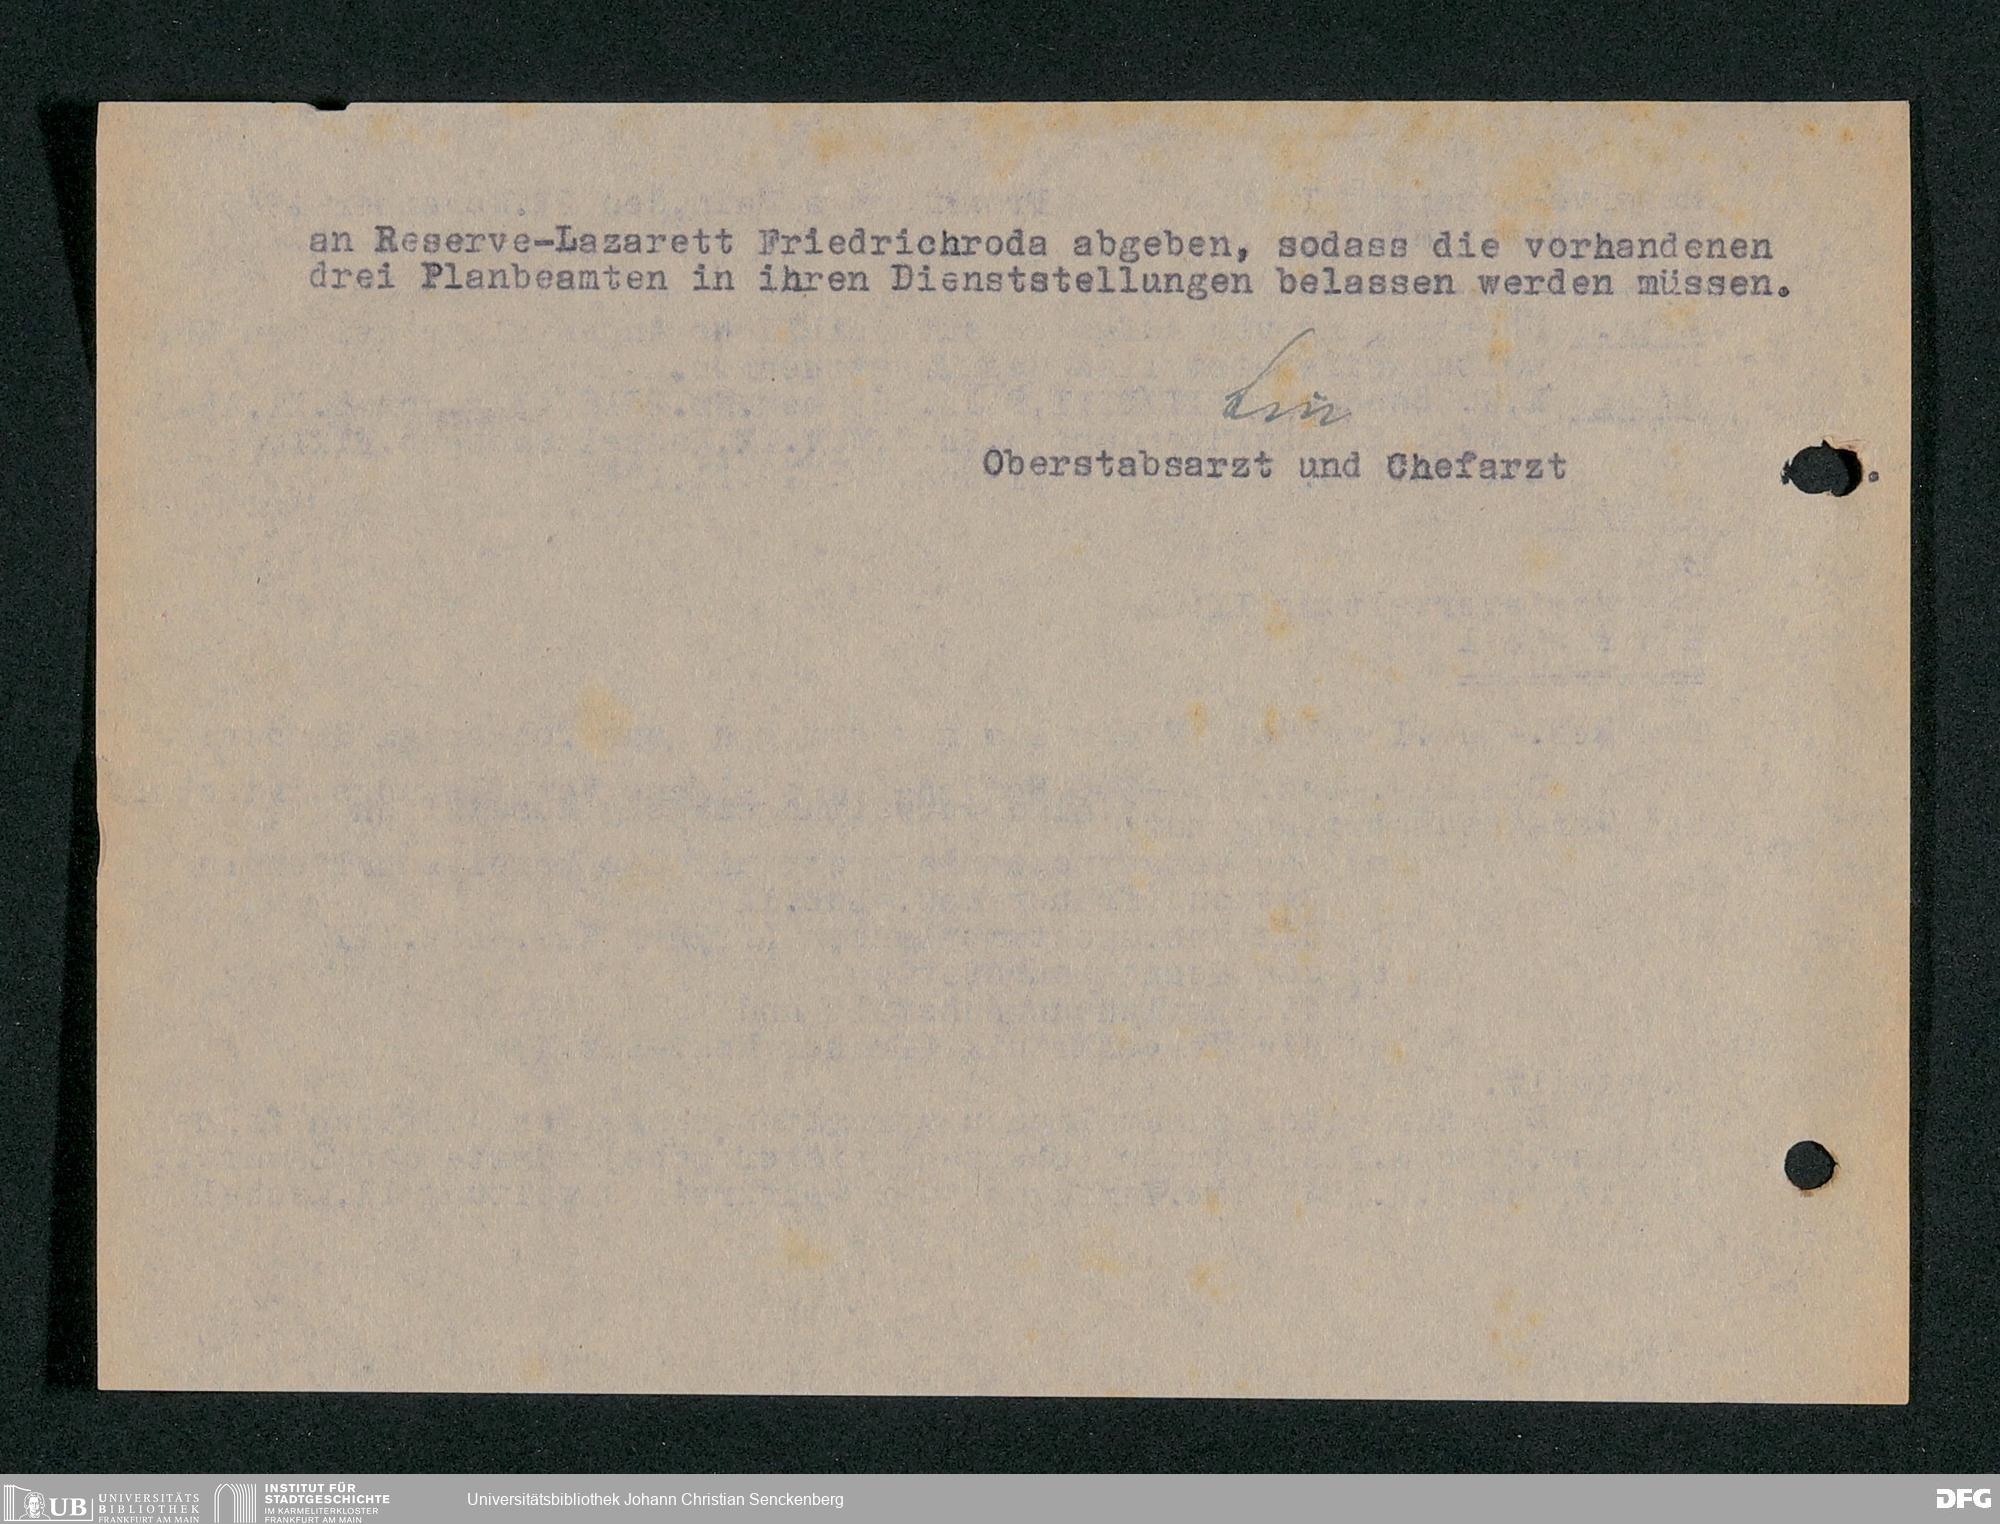 an Reserve-Lazarett Friedrichroda abgeben, sodass die vorhandenen
drei Planbeamten in ihren Dienststellungen belassen werden müssen.
Oberstabsarzt und Chefarzt .
UB UNIVERSITÄTS
BIBLIOTHEK
FRANKFURT AM MAIN
INSTITUT FÜR
STADTGESCHICHTE
IM KARMELITERKLOSTER
FRANKFURT AM MAIN
Universitätsbibliothek Johann Christian Senckenberg
DFG